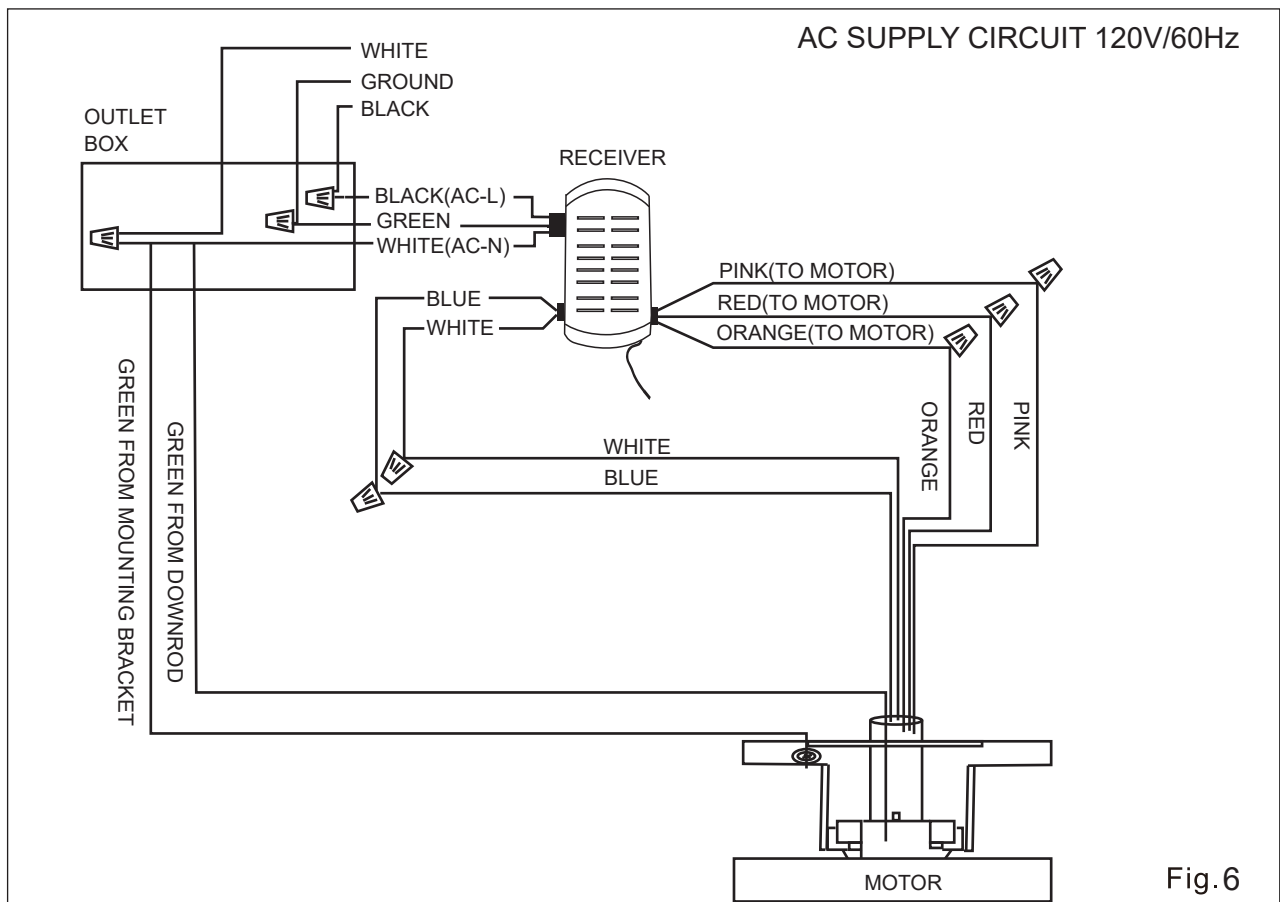 AC SUPPLY CIRCUIT 120V/60Hz
WHITE
GROUND
BLACK
OUTLET
BOX
RECEIVER
BLACK(AC-L)
GREEN
WHITE(AC-N)
PINK(TO MOTOR)
RED(TO MOTOR)
ORANGE(TO MOTOR)
BLUE
WHITE
GREEN FROM MOUNTING BRACKET
GREEN FROM DOWNROD
ORANGE
RED
PINK
WHITE
BLUE
MOTOR
Fig.6